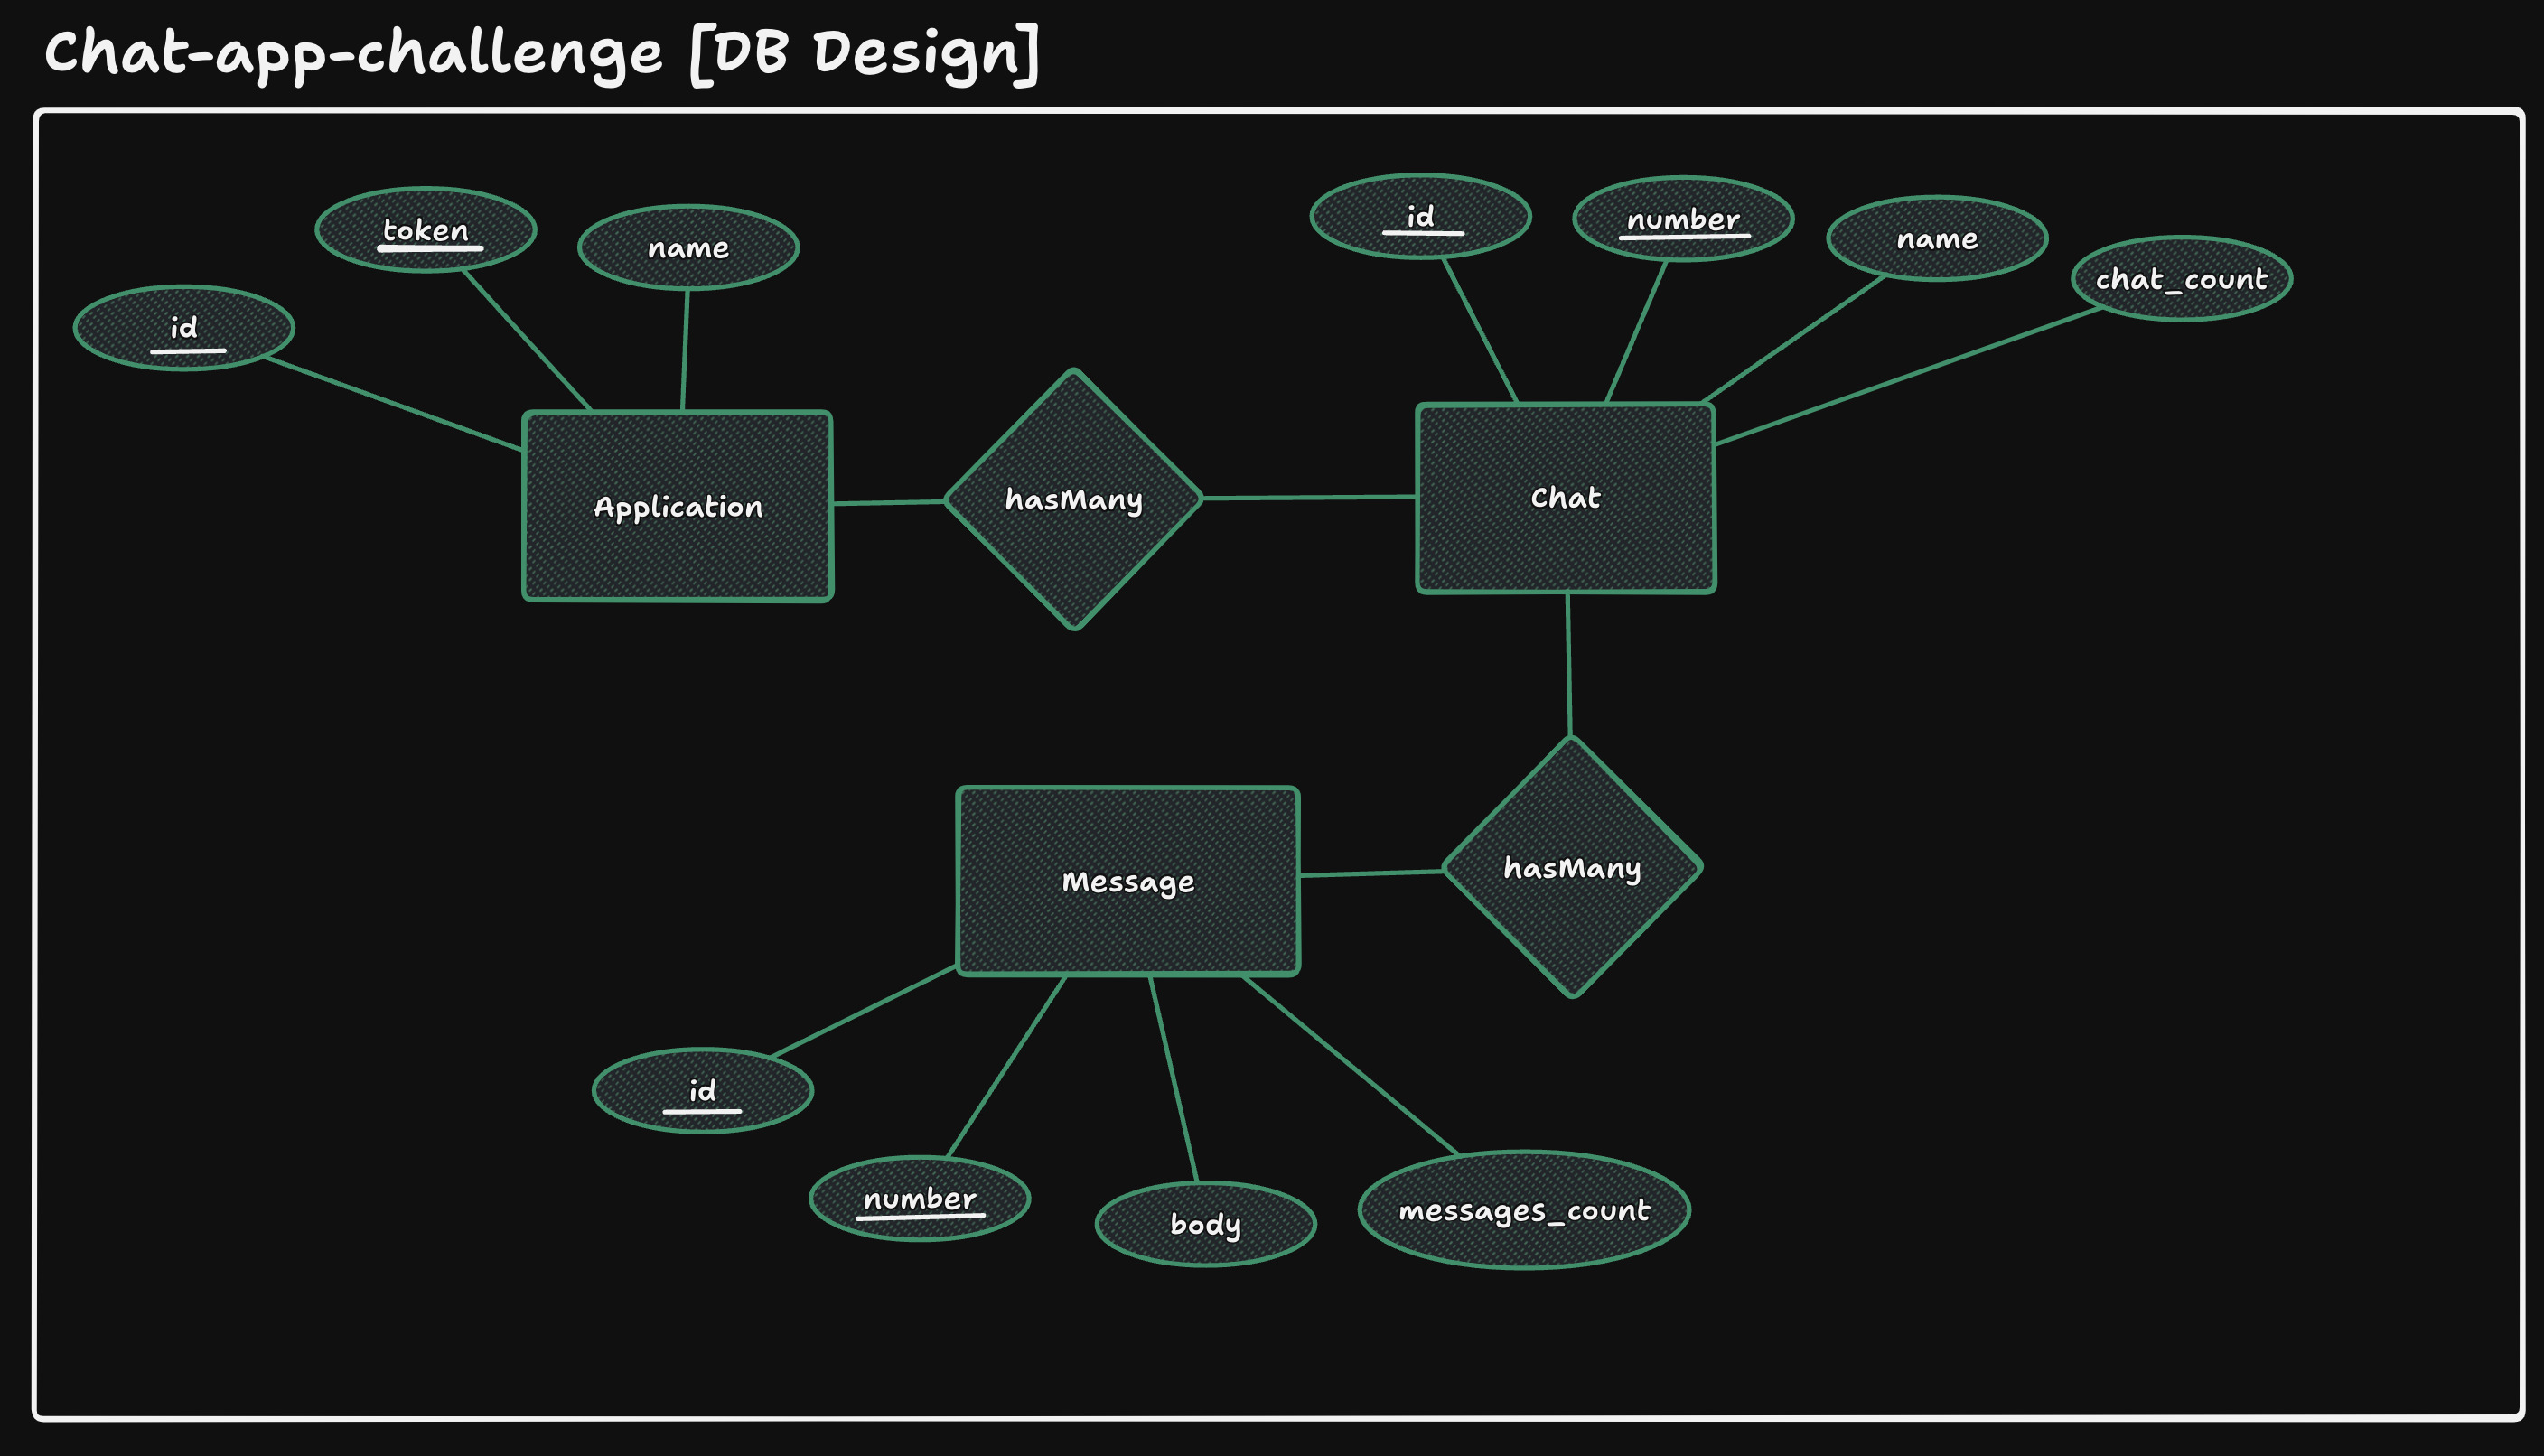 Chat-app-challenge [DB Design]
token
name
id
id
number
name
chat_count
Application
hasMany
Chat
Message
hasMany
id
number
body
messages_count